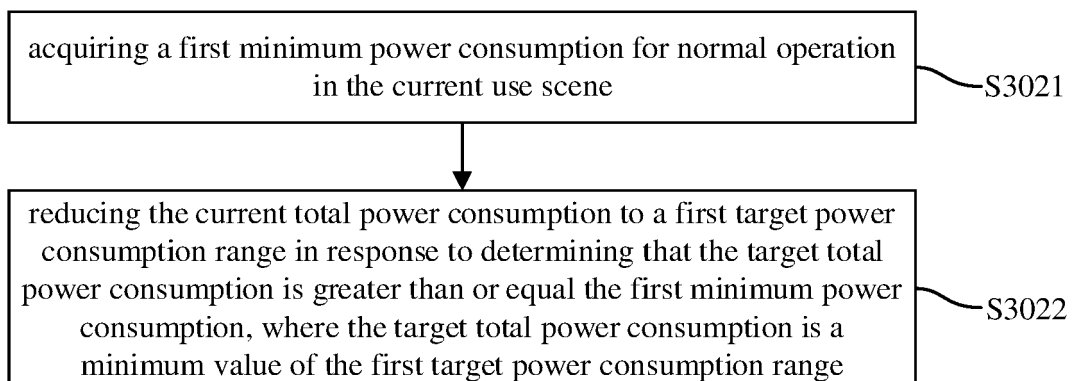 acquiring a first minimum power consumption for normal operation
in the current use scene
S3021
reducing the current total power consumption to a first target power
consumption range in response to determining that the target total
power consumption is greater than or equal the first minimum power
consumption, where the target total power consumption is a
minimum value of the first target power consumption range
S3022